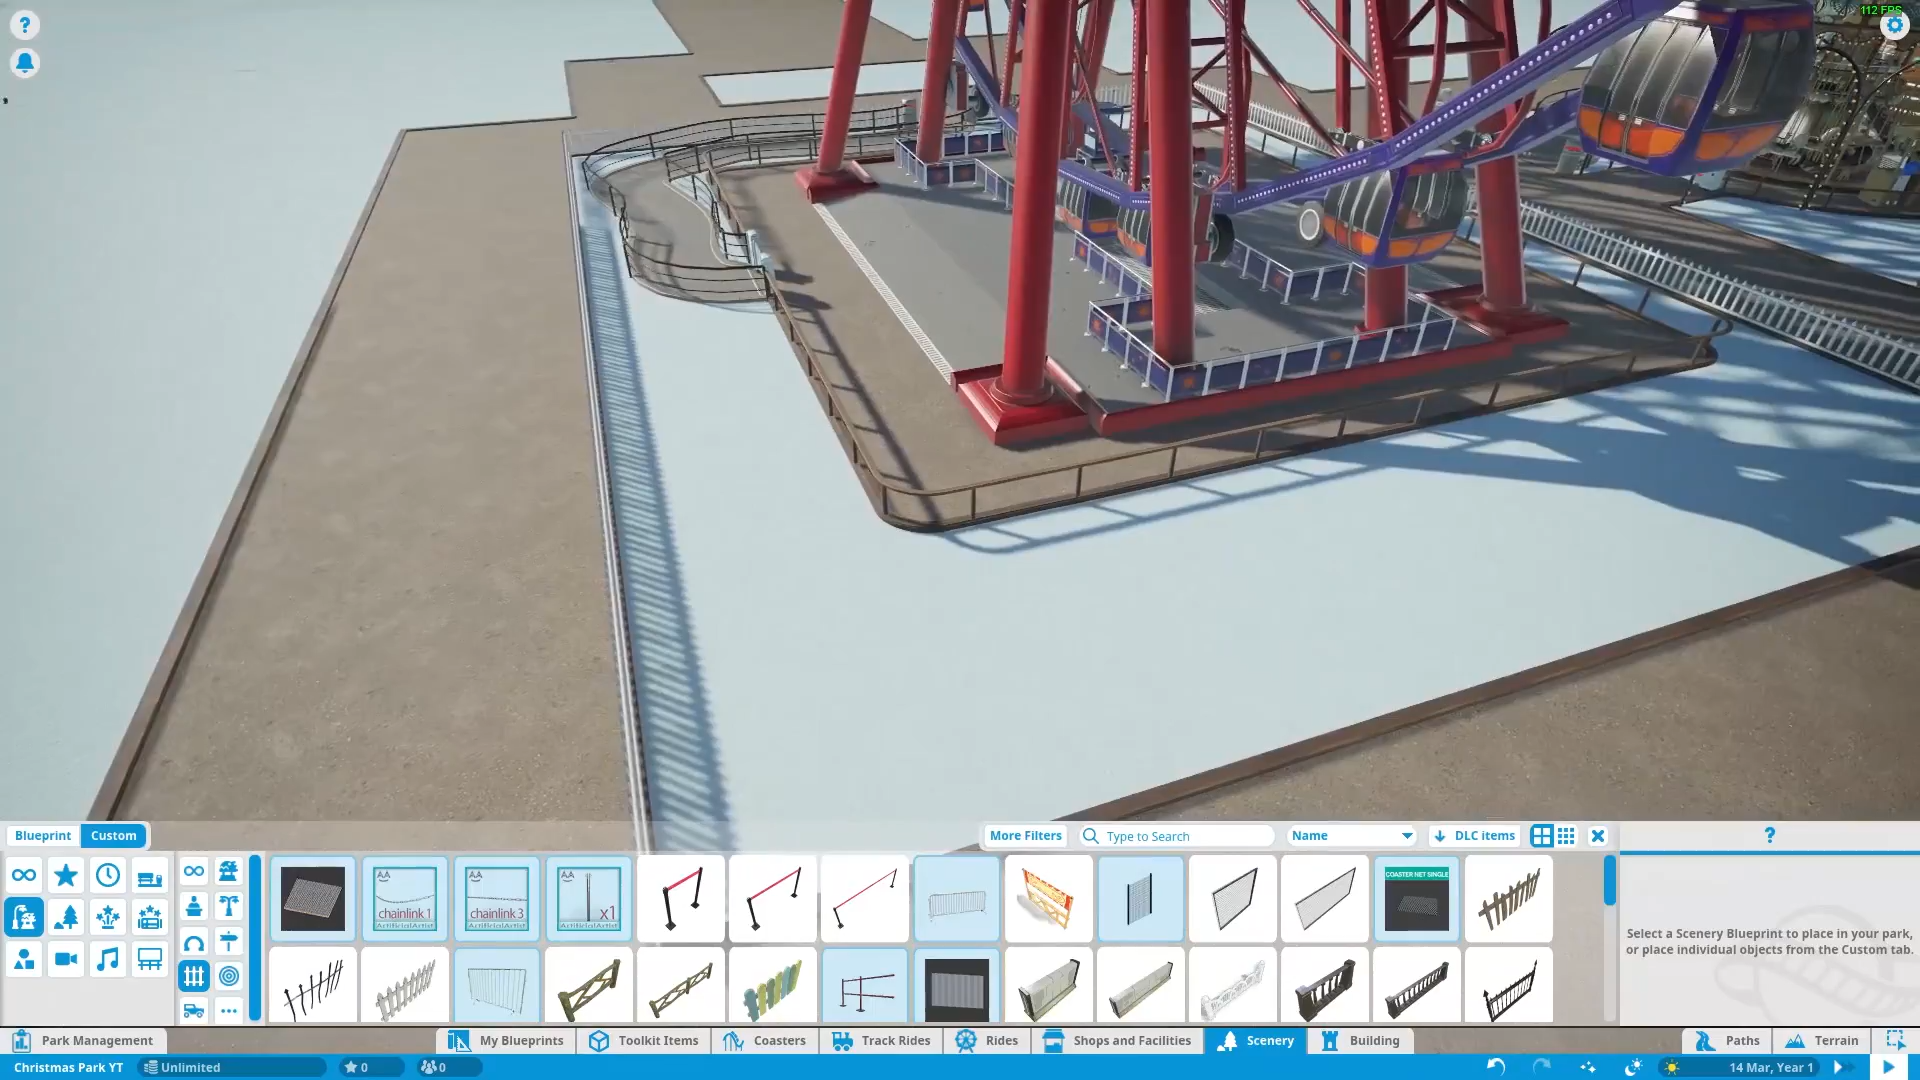 112 FPS
Blueprint Custom
More Filters Type to Search Name DLC items
AA chainlink 1 ArtificialArtist
AA chainlink 3 ArtificialArtist
AA x1 ArtificialArtist
COASTER NET SINGLE
Select a Scenery Blueprint to place in your park,
or place individual objects from the Custom tab.
Park Management My Blueprints Toolkit Items Coasters Track Rides Rides Shops and Facilities Scenery Building Paths Terrain
Christmas Park YT Unlimited 0 0 14 Mar, Year 1